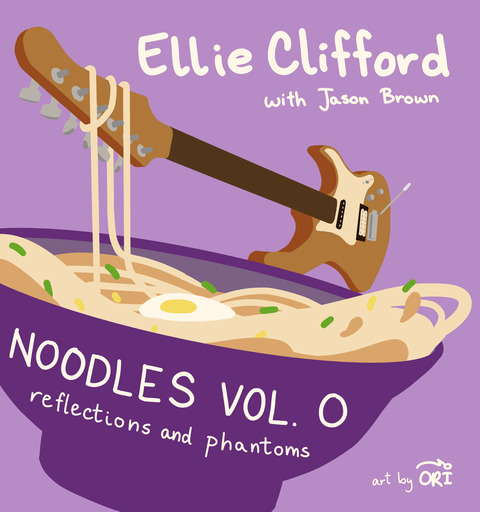 Ellie Clifford
with Jason Brown
NOODLES VOL. 0
reflections and phantoms
art by ORI